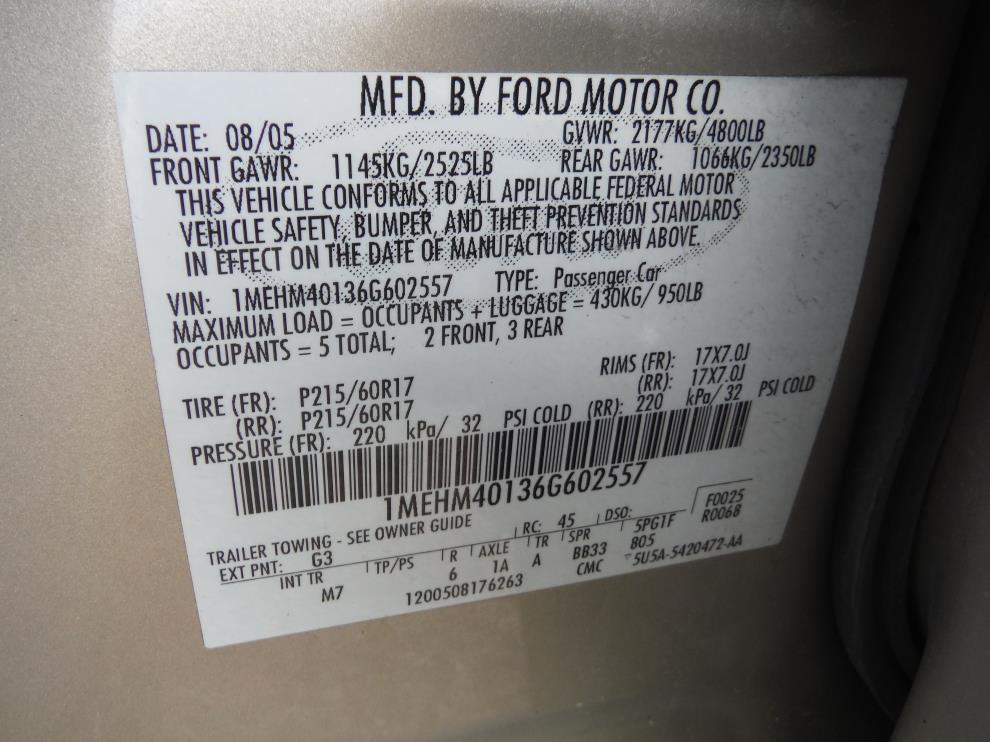 MFD. BY FORD MOTOR CO.
DATE: 08/05 GVWR: 2177KG/4800LB
FRONT GAWR: 1145KG/2525LB REAR GAWR: 1066KG/2350LB
THIS VEHICLE CONFORMS TO ALL APPLICABLE FEDERAL MOTOR
VEHICLE SAFETY, BUMPER, AND THEFT PREVENTION STANDARDS
IN EFFECT ON THE DATE OF MANUFACTURE SHOWN ABOVE.
VIN: 1MEHM40136G602557 TYPE: Passenger Car
MAXIMUM LOAD = OCCUPANTS + LUGGAGE = 430KG/ 950LB
OCCUPANTS = 5 TOTAL; 2 FRONT, 3 REAR
TIRE (FR): P215/60R17 RIMS (FR): 17X7.0J
(RR): P215/60R17 (RR): 17X7.0J
PRESSURE (FR): 220 kPa/ 32 PSI COLD (RR): 220 kPa/ 32 PSI COLD
1MEHM40136G602557
TRAILER TOWING - SEE OWNER GUIDE RC: 45 DSO: F0025
EXT PNT: G3 5PG1F R0068
INT TR TP/PS R AXLE TR SPR 805
M7 6 1A A BB33 5U5A-5420472-AA
1200508176263 CMC